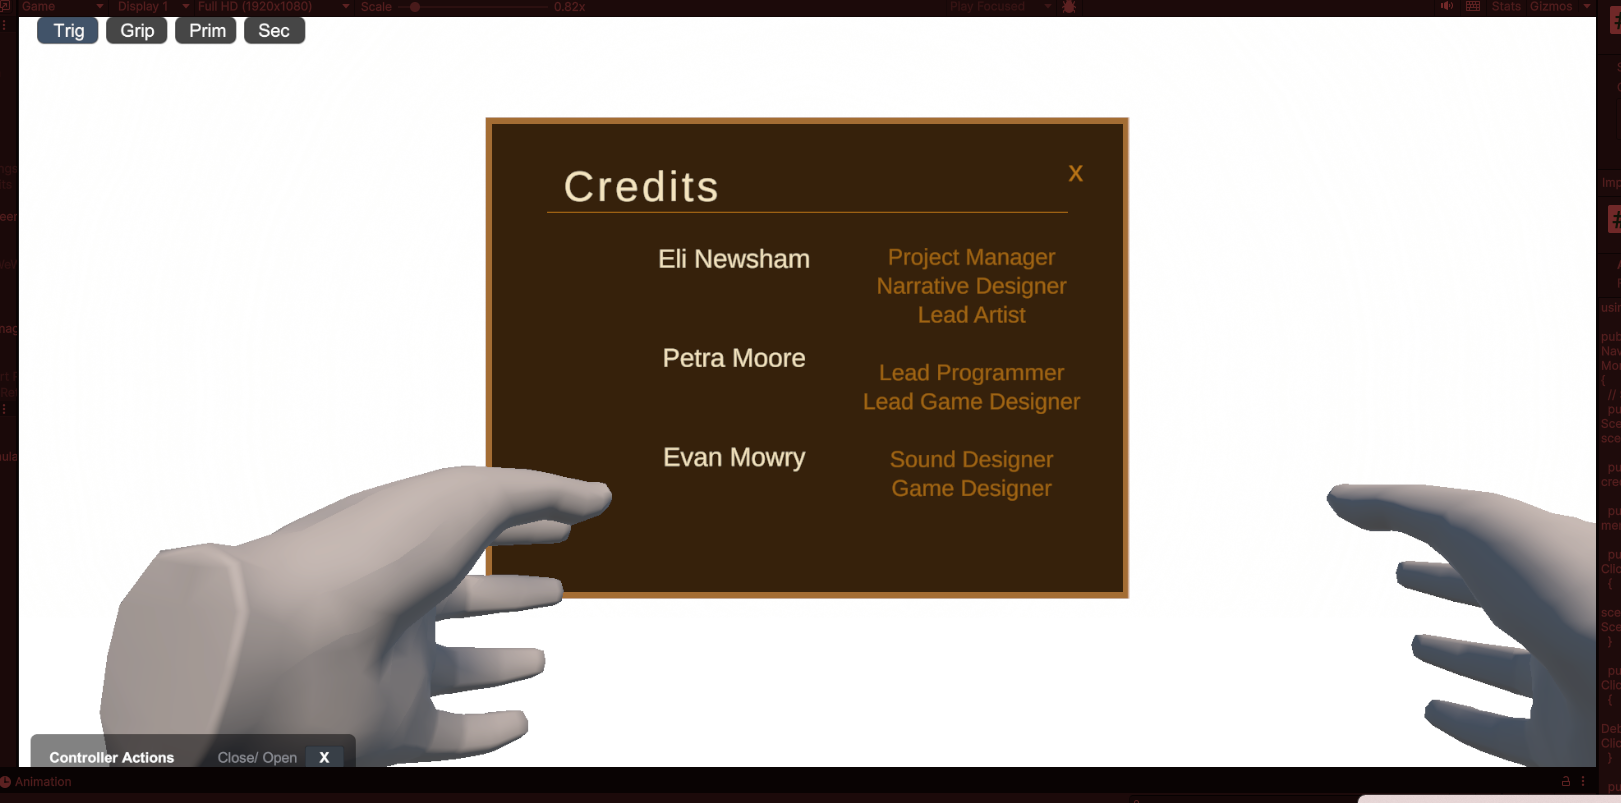 Game Display 1 Full HD (1920x1080) Scale 0.82x Play Focused Stats Gizmos
Trig Grip Prim Sec
Credits X
Eli Newsham
Project Manager
Narrative Designer
Lead Artist
Petra Moore
Lead Programmer
Lead Game Designer
Evan Mowry
Sound Designer
Game Designer
Controller Actions Close/ Open X
Animation